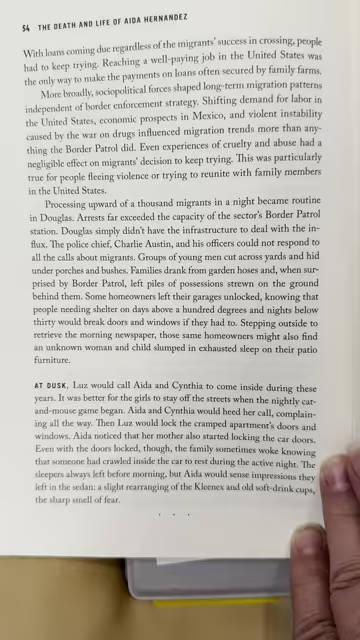 54 THE DEATH AND LIFE OF AIDA HERNANDEZ
With loans coming due regardless of the migrants' success in crossing, people
had to keep trying. Reaching a well-paying job in the United States was
the only way to make the payments on loans often secured by family farms.
More broadly, sociopolitical forces shaped long-term migration patterns
independent of border enforcement strategy. Shifting demand for labor in
the United States, economic prospects in Mexico, and violent instability
caused by the war on drugs influenced migration trends more than any-
thing the Border Patrol did. Even experiences of cruelty and abuse had a
negligible effect on migrants' decision to keep trying. This was particularly
true for people fleeing violence or trying to reunite with family members
in the United States.
Processing upward of a thousand migrants in a night became routine
in Douglas. Arrests far exceeded the capacity of the sector's Border Patrol
station. Douglas simply didn't have the infrastructure to deal with the in-
flux. The police chief, Charlie Austin, and his officers could not respond to
all the calls about migrants. Groups of young men cut across yards and hid
under porches and bushes. Families drank from garden hoses and, when sur-
prised by Border Patrol, left piles of possessions strewn on the ground
behind them. Some homeowners left their garages unlocked, knowing that
people needing shelter on days above a hundred degrees and nights below
thirty would break doors and windows if they had to. Stepping outside to
retrieve the morning newspaper, those same homeowners might also find
an unknown woman and child slumped in exhausted sleep on their patio
furniture.
AT DUSK, Luz would call Aida and Cynthia to come inside during these
years. It was better for the girls to stay off the streets when the nightly cat-
and-mouse game began. Aida and Cynthia would heed her call, complain-
ing all the way. Then Luz would lock the cramped apartment's doors and
windows. Aida noticed that her mother also started locking the car doors.
Even with the doors locked, though, the family sometimes woke knowing
that someone had crawled inside the car to rest during the active night. The
sleepers always left before morning, but Aida would sense impressions they
left in the sedan: a slight rearranging of the Kleenex and old soft-drink cups,
the sharp smell of fear.
. . .